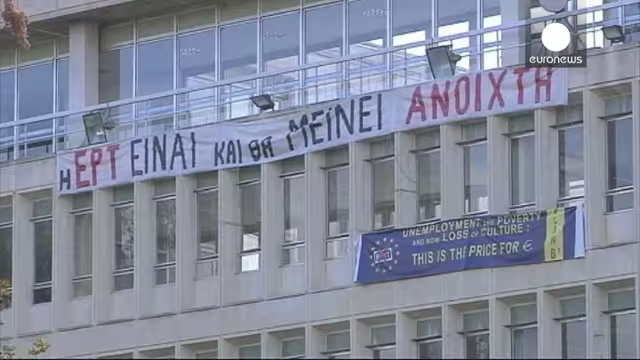 euronews
Η ΕΡΤ ΕΙΝΑΙ ΚΑΙ ΘΑ ΜΕΙΝΕΙ ΑΝΟΙΧΤΗ
UNEMPLOYMENT AND POVERTY
AND NOW LOSS OF CULTURE:
THIS IS THE PRICE FOR €